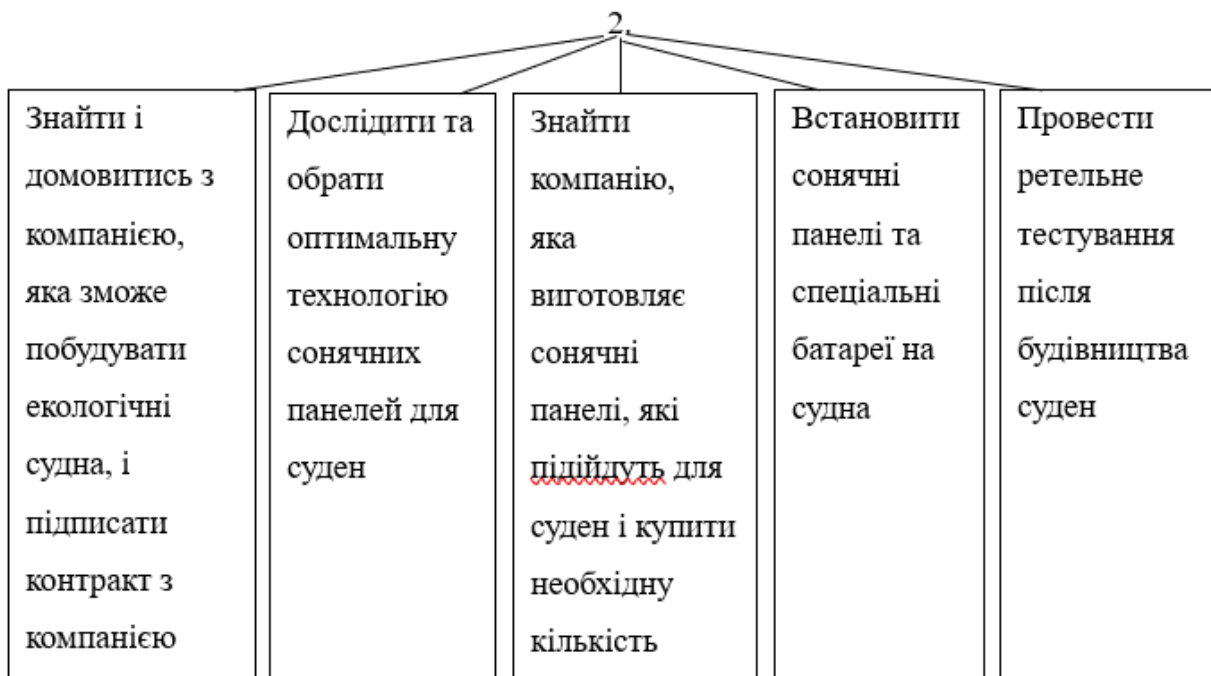 2.
Знайти і
домовитись з
компанією,
яка зможе
побудувати
екологічні
судна, і
підписати
контракт з
компанією
Дослідити та
обрати
оптимальну
технологію
сонячних
панелей для
суден
Знайти
компанію,
яка
виготовляє
сонячні
панелі, які
підійдуть для
суден і купити
необхідну
кількість
Встановити
сонячні
панелі та
спеціальні
батареї на
судна
Провести
ретельне
тестування
після
будівництва
суден